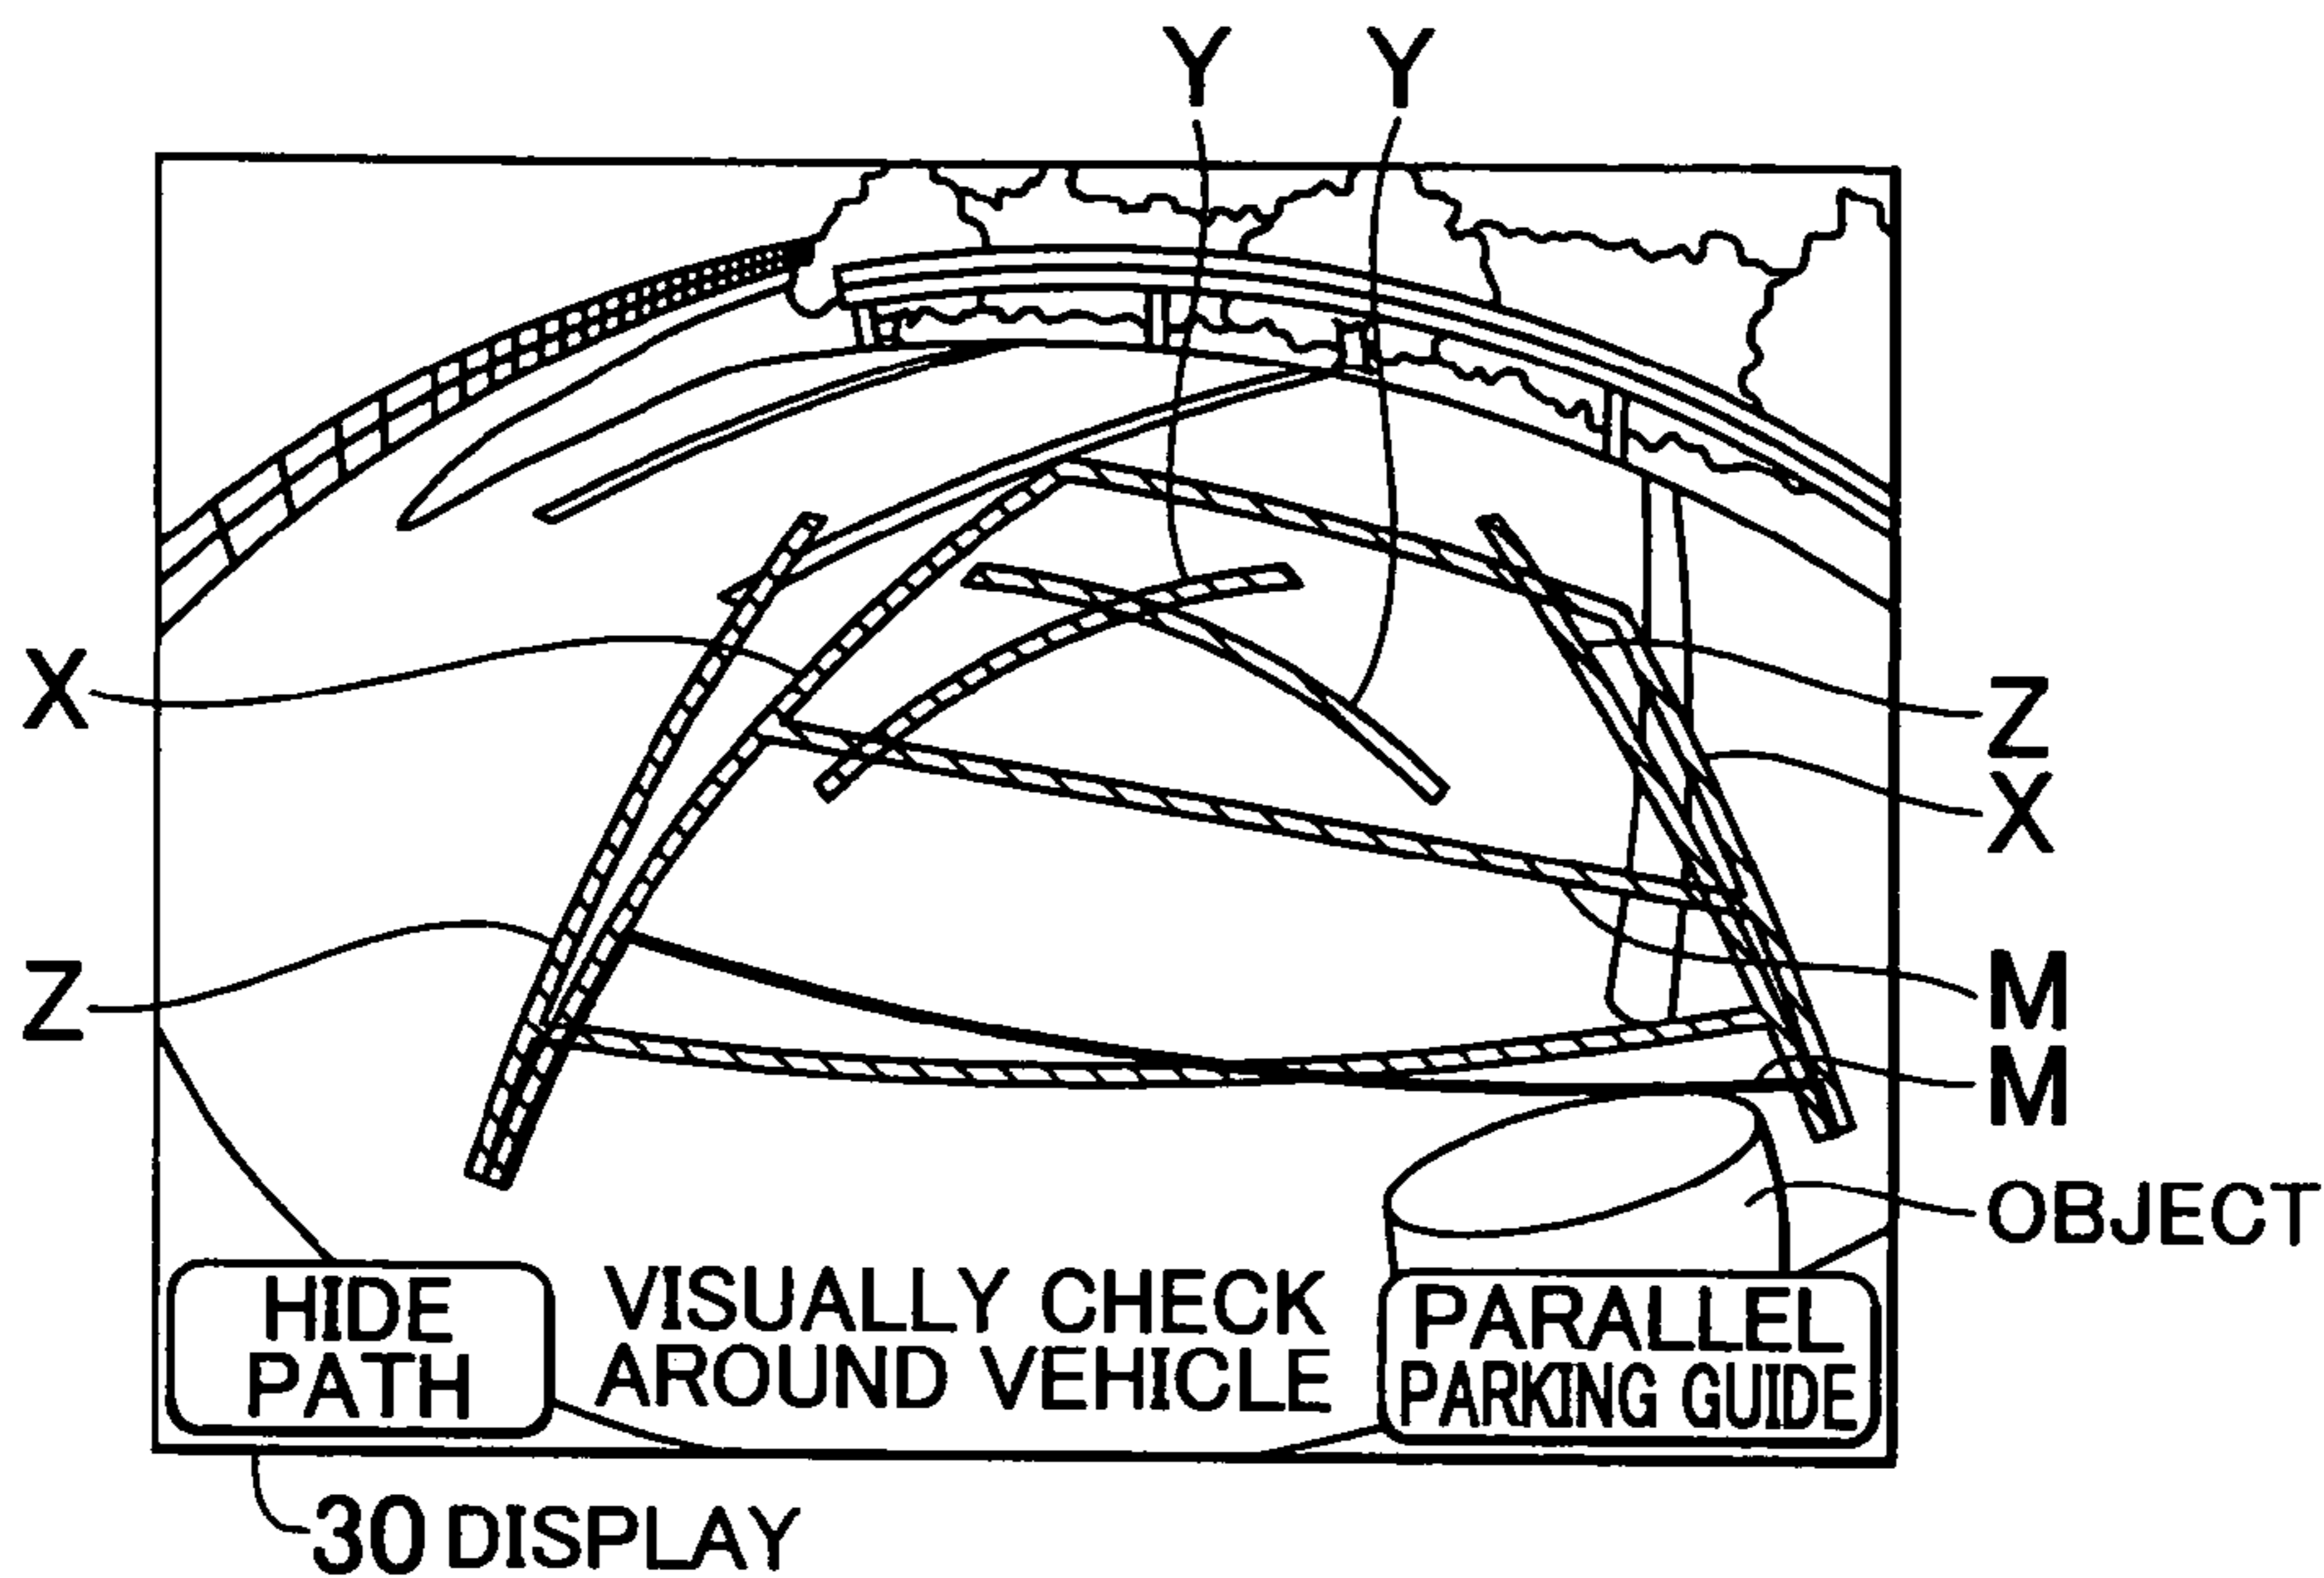 Y Y
X
Z
Z
X
M
M
OBJECT
HIDE
PATH
VISUALLY CHECK
AROUND VEHICLE
PARALLEL
PARKING GUIDE
30 DISPLAY